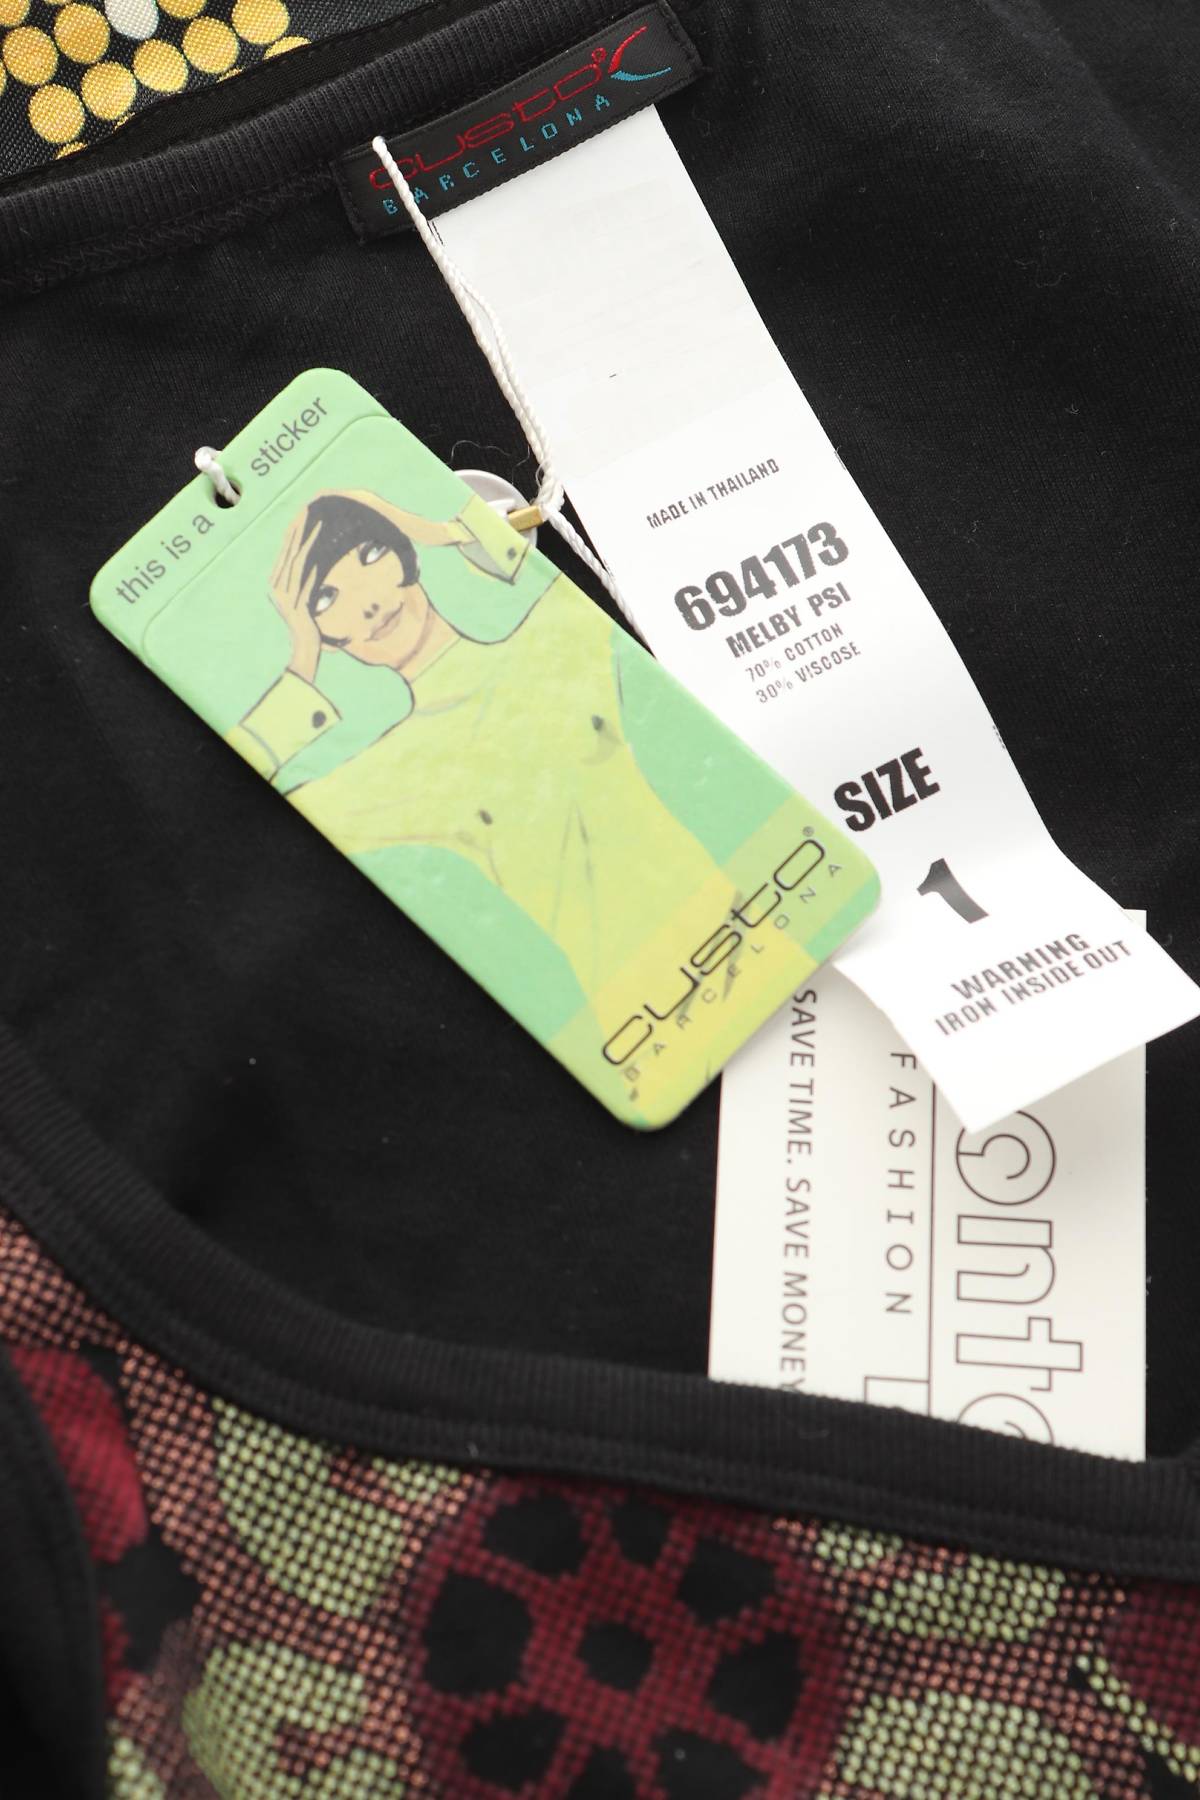 custo
BARCELONA
this is a sticker
custo®
BARCELONA
MADE IN THAILAND
694173
MELBY PSI
70% COTTON
30% VISCOSE
SIZE
1
WARNING
IRON INSIDE OUT
FASHION
SAVE TIME. SAVE MONEY